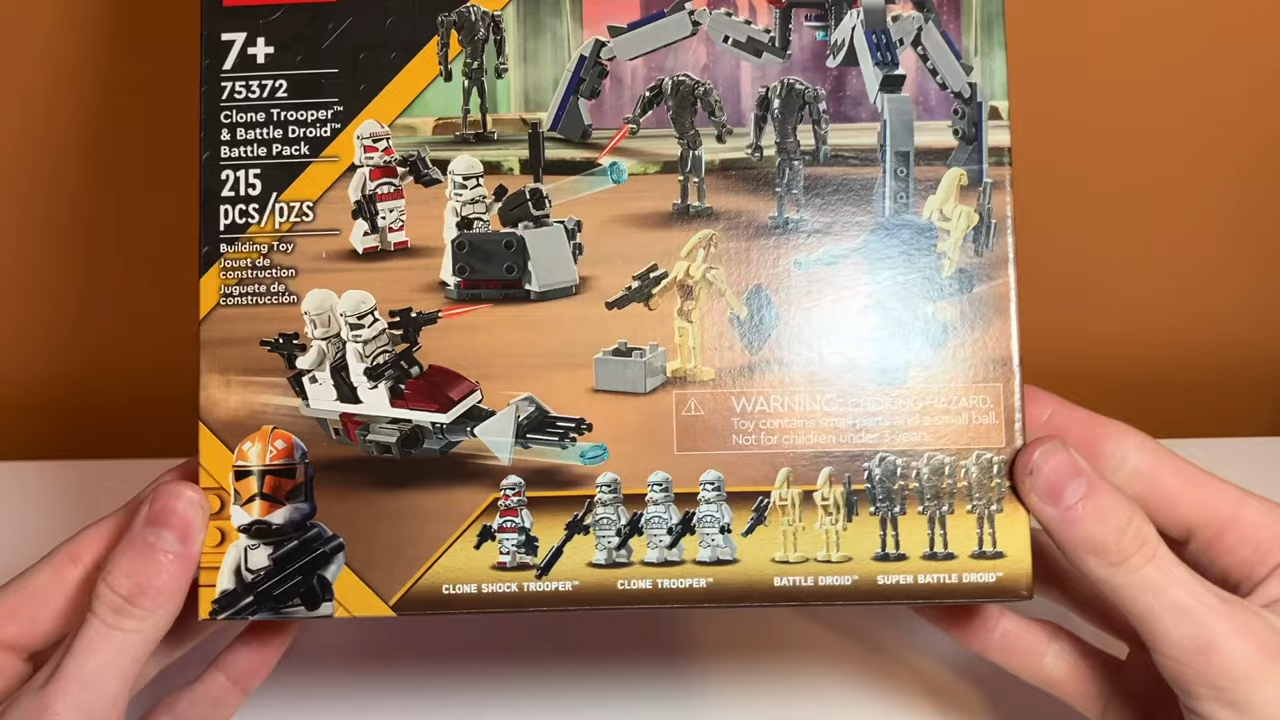 7+
75372
Clone Trooper™
& Battle Droid™
Battle Pack
215
pcs/pzs
Building Toy
Jouet de
construction
Juguete de
construcción
WARNING: CHOKING HAZARD.
Toy contains small parts and a small ball.
Not for children under 3 years.
CLONE SHOCK TROOPER™
CLONE TROOPER™
BATTLE DROID™
SUPER BATTLE DROID™